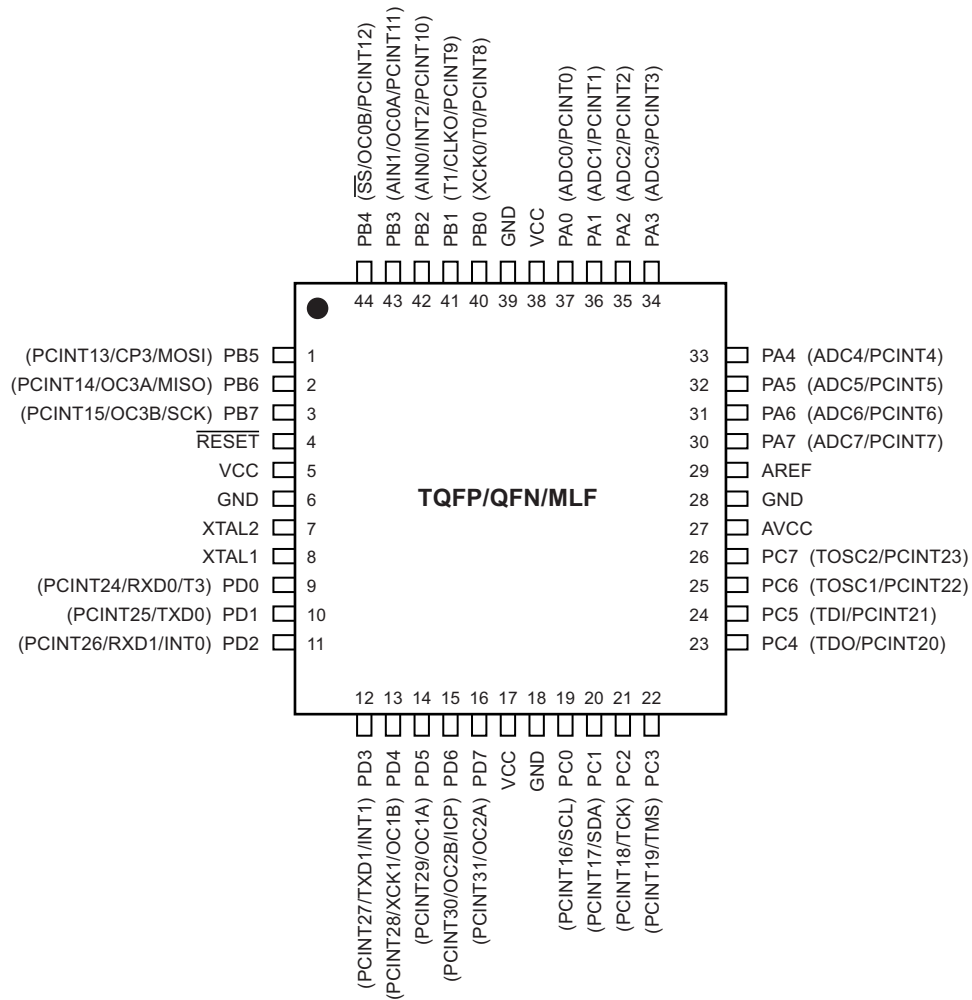 PB4 (SS/OC0B/PCINT12)
PB3 (AIN1/OC0A/PCINT11)
PB2 (AIN0/INT2/PCINT10)
PB1 (T1/CLKO/PCINT9)
PB0 (XCK0/T0/PCINT8)
GND
VCC
PA0 (ADC0/PCINT0)
PA1 (ADC1/PCINT1)
PA2 (ADC2/PCINT2)
PA3 (ADC3/PCINT3)
44 43 42 41 40 39 38 37 36 35 34
(PCINT13/CP3/MOSI) PB5 1
(PCINT14/OC3A/MISO) PB6 2
(PCINT15/OC3B/SCK) PB7 3
RESET 4
VCC 5
GND 6
XTAL2 7
XTAL1 8
(PCINT24/RXD0/T3) PD0 9
(PCINT25/TXD0) PD1 10
(PCINT26/RXD1/INT0) PD2 11
TQFP/QFN/MLF
33 PA4 (ADC4/PCINT4)
32 PA5 (ADC5/PCINT5)
31 PA6 (ADC6/PCINT6)
30 PA7 (ADC7/PCINT7)
29 AREF
28 GND
27 AVCC
26 PC7 (TOSC2/PCINT23)
25 PC6 (TOSC1/PCINT22)
24 PC5 (TDI/PCINT21)
23 PC4 (TDO/PCINT20)
12 13 14 15 16 17 18 19 20 21 22
(PCINT27/TXD1/INT1) PD3
(PCINT28/XCK1/OC1B) PD4
(PCINT29/OC1A) PD5
(PCINT30/OC2B/ICP) PD6
(PCINT31/OC2A) PD7
VCC
GND
(PCINT16/SCL) PC0
(PCINT17/SDA) PC1
(PCINT18/TCK) PC2
(PCINT19/TMS) PC3